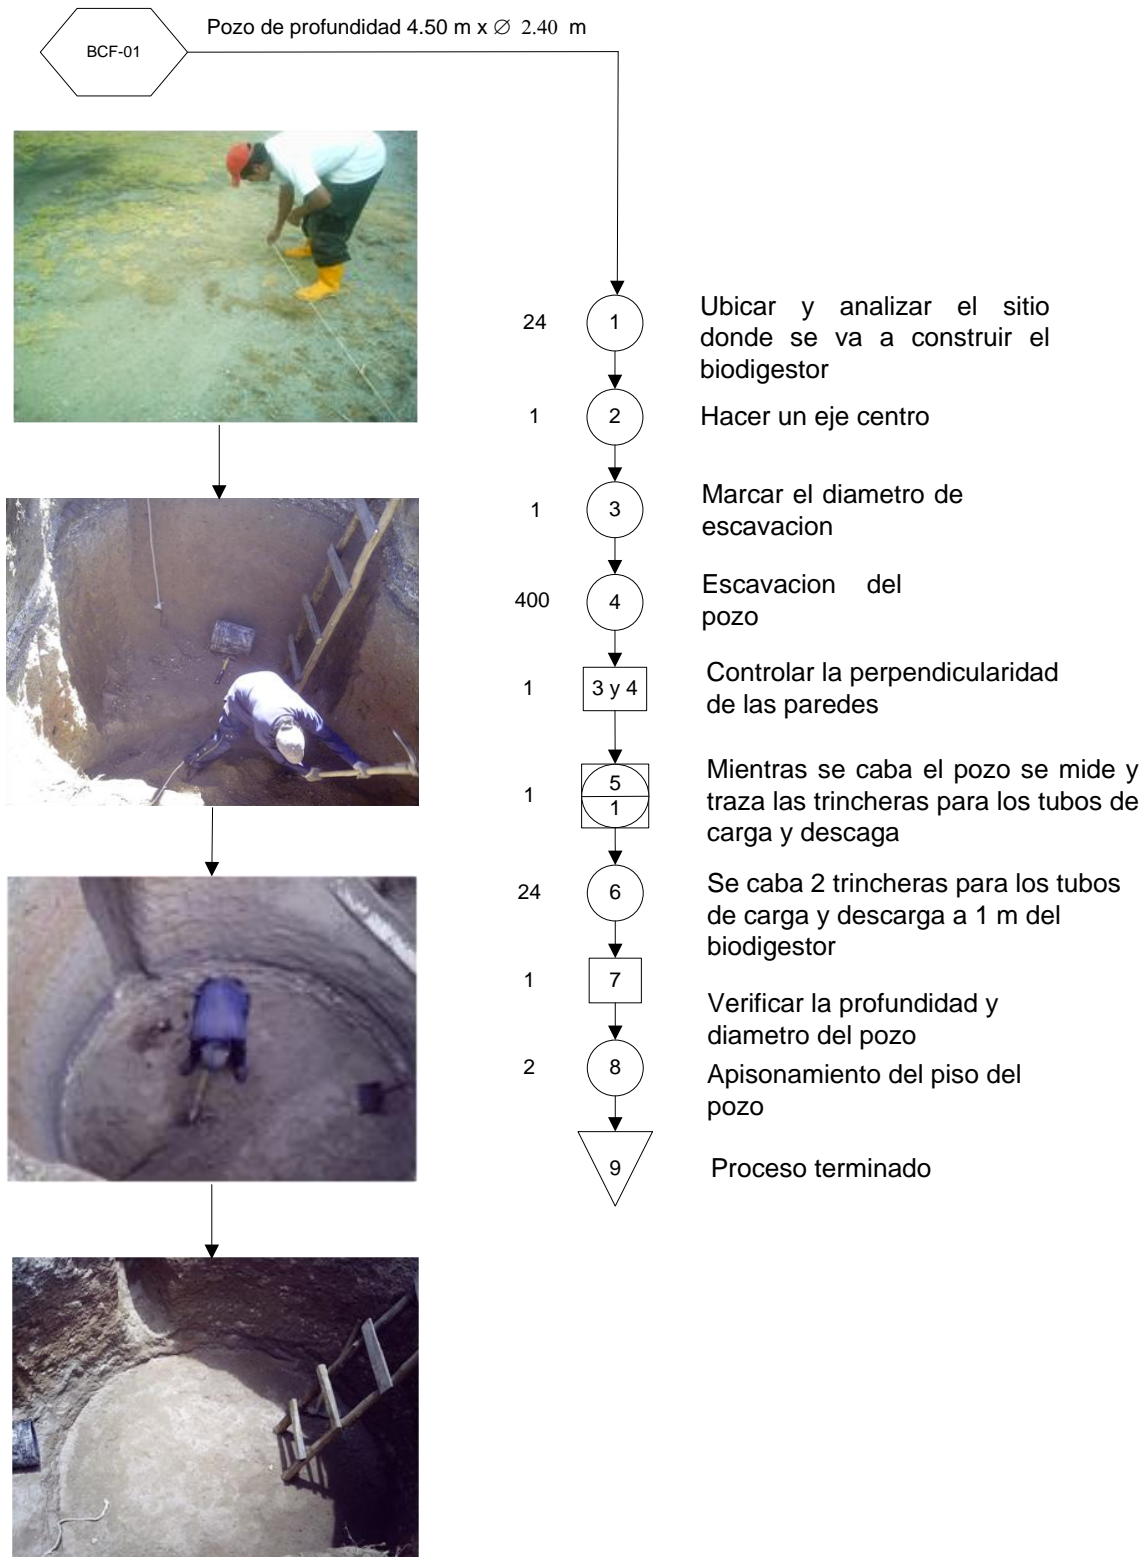 Pozo de profundidad 4.50 m x ∅ 2.40 m
BCF-01
24
1
Ubicar y analizar el sitio
donde se va a construir el
biodigestor
1
2
Hacer un eje centro
1
3
Marcar el diametro de
escavacion
400
4
Escavacion del
pozo
1
3 y 4
Controlar la perpendicularidad
de las paredes
1
5
1
Mientras se caba el pozo se mide y
traza las trincheras para los tubos de
carga y descaga
24
6
Se caba 2 trincheras para los tubos
de carga y descarga a 1 m del
biodigestor
1
7
Verificar la profundidad y
diametro del pozo
2
8
Apisonamiento del piso del
pozo
9
Proceso terminado